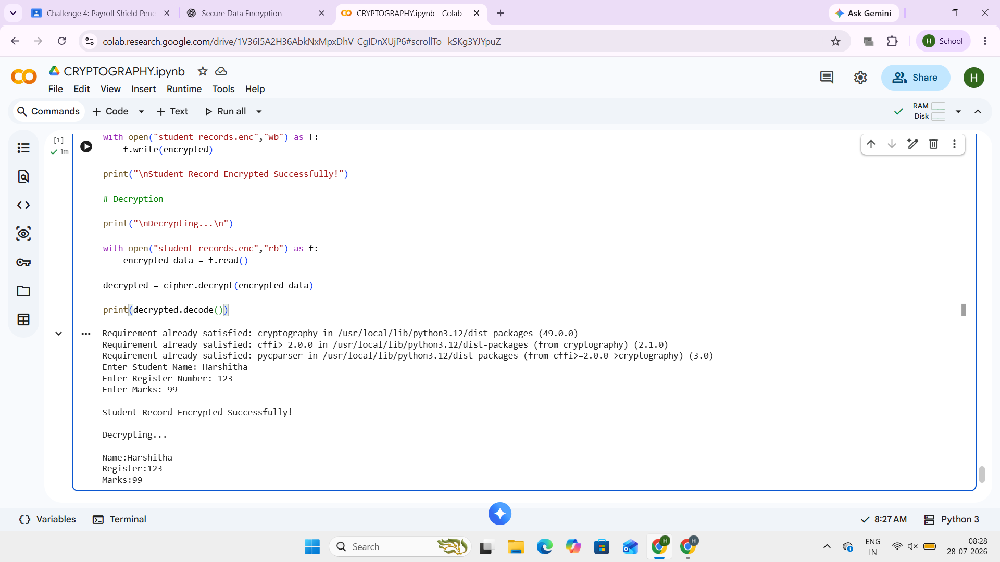 Challenge 4: Payroll Shield Pene
Secure Data Encryption
CRYPTOGRAPHY.ipynb - Colab
Ask Gemini
colab.research.google.com/drive/1V36I5A2H36AbkNxMpxDhV-CgIDnXUjP6#scrollTo=kSKg3YJYpuZ_
H School
CRYPTOGRAPHY.ipynb
File Edit View Insert Runtime Tools Help
Share
H
Commands + Code + Text Run all
RAM
Disk
[1]
1m
with open("student_records.enc","wb") as f:
f.write(encrypted)
print("\nStudent Record Encrypted Successfully!")
# Decryption
print("\nDecrypting...\n")
with open("student_records.enc","rb") as f:
encrypted_data = f.read()
decrypted = cipher.decrypt(encrypted_data)
print(decrypted.decode())
Requirement already satisfied: cryptography in /usr/local/lib/python3.12/dist-packages (49.0.0)
Requirement already satisfied: cffi>=2.0.0 in /usr/local/lib/python3.12/dist-packages (from cryptography) (2.1.0)
Requirement already satisfied: pycparser in /usr/local/lib/python3.12/dist-packages (from cffi>=2.0.0->cryptography) (3.0)
Enter Student Name: Harshitha
Enter Register Number: 123
Enter Marks: 99
Student Record Encrypted Successfully!
Decrypting...
Name:Harshitha
Register:123
Marks:99
Variables
Terminal
8:27 AM
Python 3
Search
H
H
ENG
IN
08:28
28-07-2026